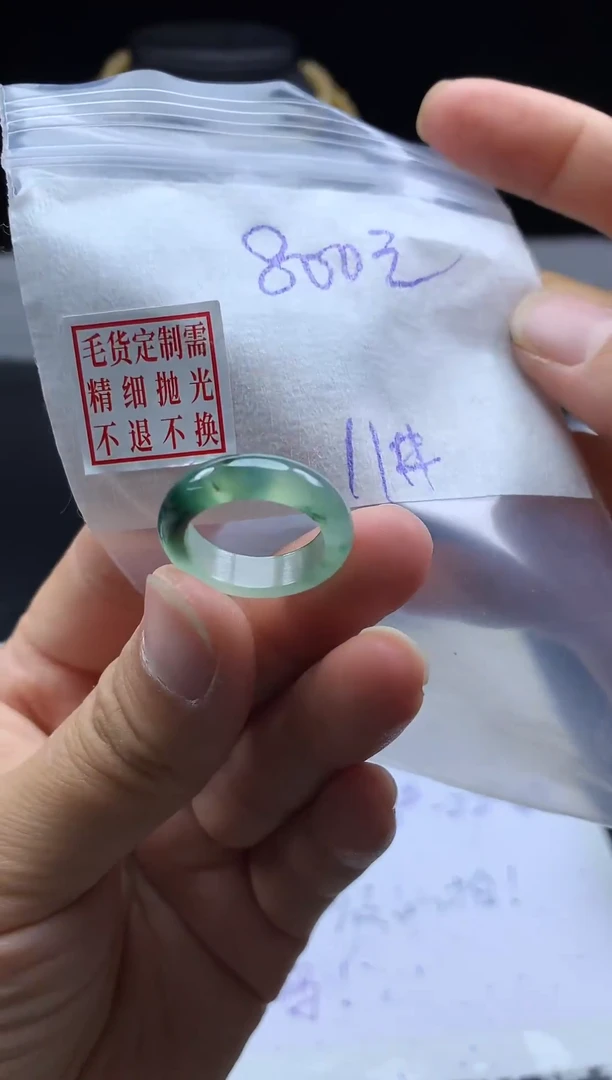 800元
毛货定制需
精细抛光
不退不换
11件